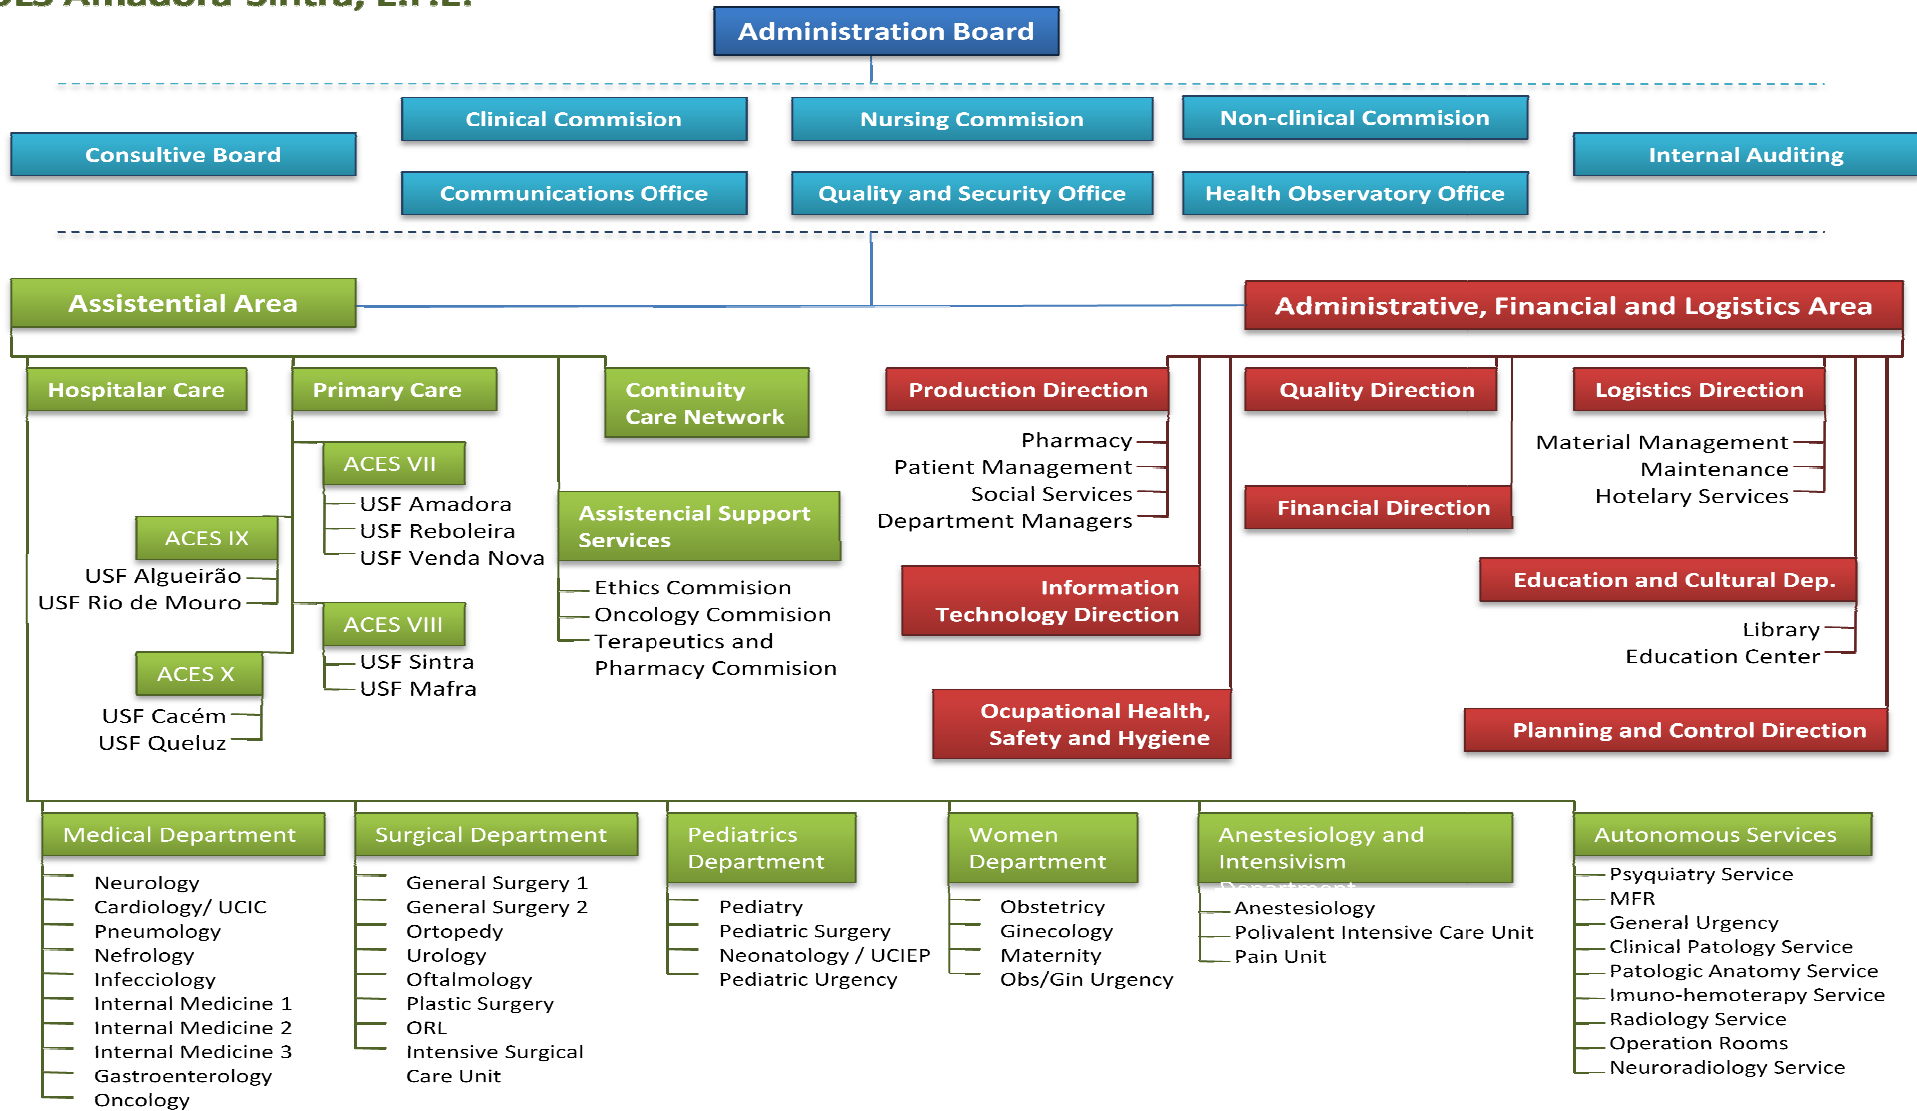 ULS Amadora-Sintra, E.P.E.
Administration Board
Clinical Commision
Nursing Commision
Non-clinical Commision
Consultive Board
Internal Auditing
Communications Office
Quality and Security Office
Health Observatory Office
Assistential Area
Administrative, Financial and Logistics Area
Hospitalar Care
Primary Care
Continuity
Care Network
ACES VII
USF Amadora
USF Reboleira
USF Venda Nova
ACES IX
USF Algueirão
USF Rio de Mouro
ACES VIII
USF Sintra
USF Mafra
ACES X
USF Cacém
USF Queluz
Assistencial Support
Services
Ethics Commision
Oncology Commision
Terapeutics and
Pharmacy Commision
Production Direction
Pharmacy
Patient Management
Social Services
Department Managers
Quality Direction
Financial Direction
Logistics Direction
Material Management
Maintenance
Hotelary Services
Information
Technology Direction
Education and Cultural Dep.
Library
Education Center
Ocupational Health,
Safety and Hygiene
Planning and Control Direction
Medical Department
Neurology
Cardiology/ UCIC
Pneumology
Nefrology
Infecciology
Internal Medicine 1
Internal Medicine 2
Internal Medicine 3
Gastroenterology
Oncology
Surgical Department
General Surgery 1
General Surgery 2
Ortopedy
Urology
Oftalmology
Plastic Surgery
ORL
Intensive Surgical
Care Unit
Pediatrics
Department
Pediatry
Pediatric Surgery
Neonatology / UCIEP
Pediatric Urgency
Women
Department
Obstetricy
Ginecology
Maternity
Obs/Gin Urgency
Anestesiology and
Intensivism
Department
Anestesiology
Polivalent Intensive Care Unit
Pain Unit
Autonomous Services
Psyquiatry Service
MFR
General Urgency
Clinical Patology Service
Patologic Anatomy Service
Imuno-hemoterapy Service
Radiology Service
Operation Rooms
Neuroradiology Service